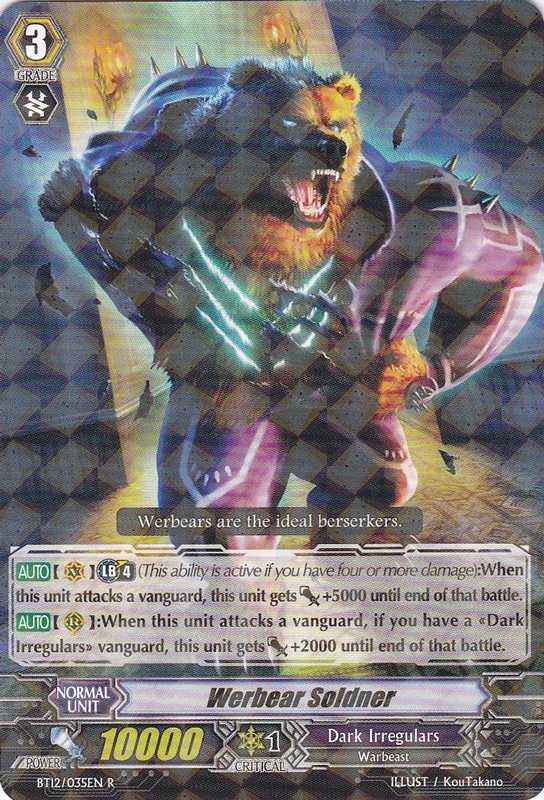 3
GRADE
Werbears are the ideal berserkers.
AUTO【 V 】LB 4 (This ability is active if you have four or more damage):When
this unit attacks a vanguard, this unit gets +5000 until end of that battle.
AUTO【 R 】:When this unit attacks a vanguard, if you have a «Dark
Irregulars» vanguard, this unit gets +2000 until end of that battle.
NORMAL
UNIT
Werbear Soldner
POWER 10000 1 CRITICAL
Dark Irregulars
Warbeast
BT12/035EN R ILLUST / KouTakano